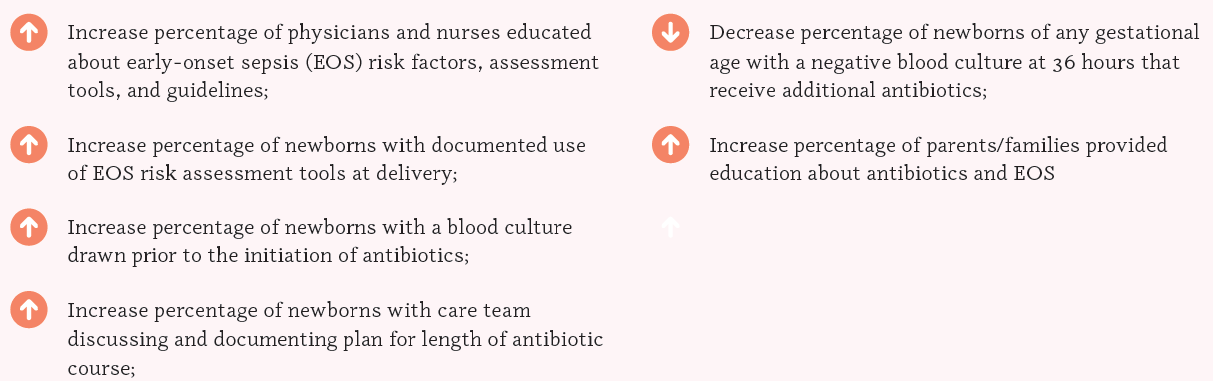 Increase percentage of physicians and nurses educated
about early-onset sepsis (EOS) risk factors, assessment
tools, and guidelines;
Increase percentage of newborns with documented use
of EOS risk assessment tools at delivery;
Increase percentage of newborns with a blood culture
drawn prior to the initiation of antibiotics;
Increase percentage of newborns with care team
discussing and documenting plan for length of antibiotic
course;
Decrease percentage of newborns of any gestational
age with a negative blood culture at 36 hours that
receive additional antibiotics;
Increase percentage of parents/families provided
education about antibiotics and EOS